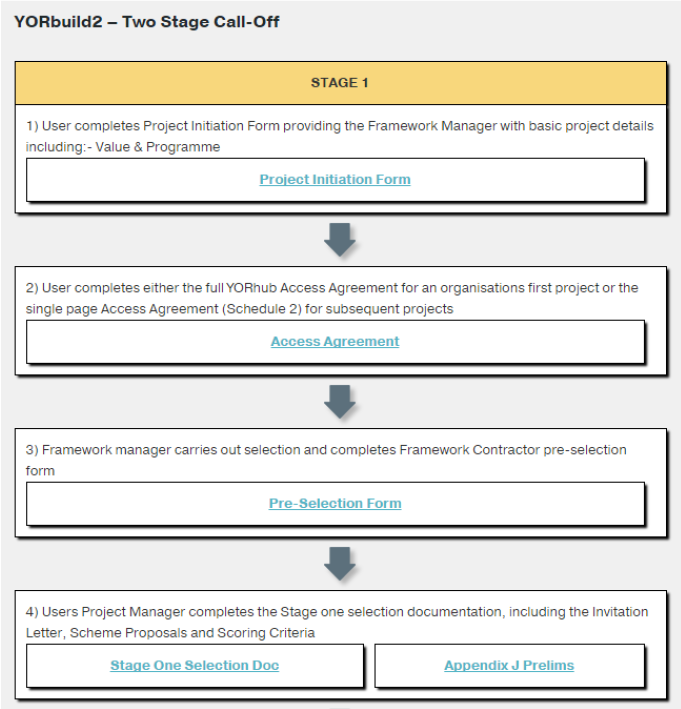 YORbuild2 – Two Stage Call-Off
STAGE 1
1) User completes Project Initiation Form providing the Framework Manager with basic project details
including:- Value & Programme
Project Initiation Form
2) User completes either the full YORhub Access Agreement for an organisations first project or the
single page Access Agreement (Schedule 2) for subsequent projects
Access Agreement
3) Framework manager carries out selection and completes Framework Contractor pre-selection
form
Pre-Selection Form
4) Users Project Manager completes the Stage one selection documentation, including the Invitation
Letter, Scheme Proposals and Scoring Criteria
Stage One Selection Doc
Appendix J Prelims